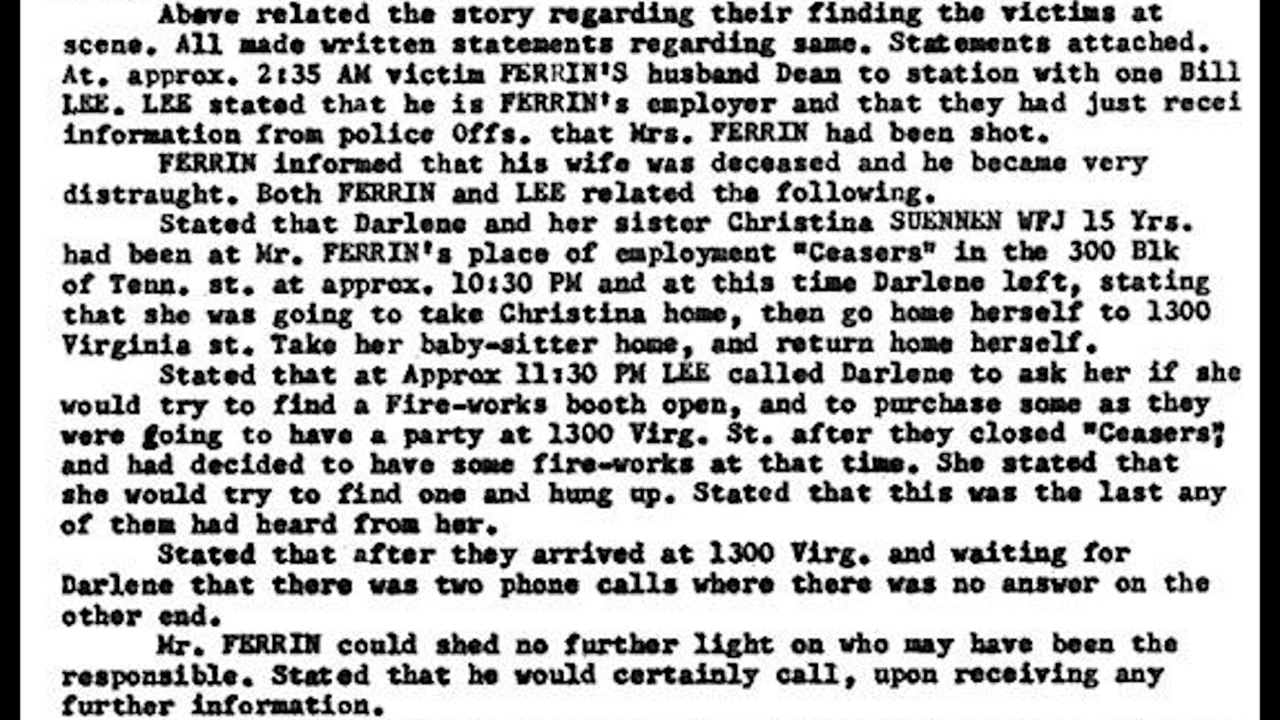 Above related the story regarding their finding the victims at
scene. All made written statements regarding same. Statements attached.
At. approx. 2:35 AM victim FERRIN'S husband Dean to station with one Bill
LEE. LEE stated that he is FERRIN's employer and that they had just recei
information from police Offs. that Mrs. FERRIN had been shot.
FERRIN informed that his wife was deceased and he became very
distraught. Both FERRIN and LEE related the following.
Stated that Darlene and her sister Christina SUENNEN WFJ 15 Yrs.
had been at Mr. FERRIN's place of employment "Ceasers" in the 300 Blk
of Tenn. st. at approx. 10:30 PM and at this time Darlene left, stating
that she was going to take Christina home, then go home herself to 1300
Virginia st. Take her baby-sitter home, and return home herself.
Stated that at Approx 11:30 PM LEE called Darlene to ask her if she
would try to find a Fire-works booth open, and to purchase some as they
were going to have a party at 1300 Virg. St. after they closed "Ceasers",
and had decided to have some fire-works at that time. She stated that
she would try to find one and hung up. Stated that this was the last any
of them had heard from her.
Stated that after they arrived at 1300 Virg. and waiting for
Darlene that there was two phone calls where there was no answer on the
other end.
Mr. FERRIN could shed no further light on who may have been the
responsible. Stated that he would certainly call, upon receiving any
further information.